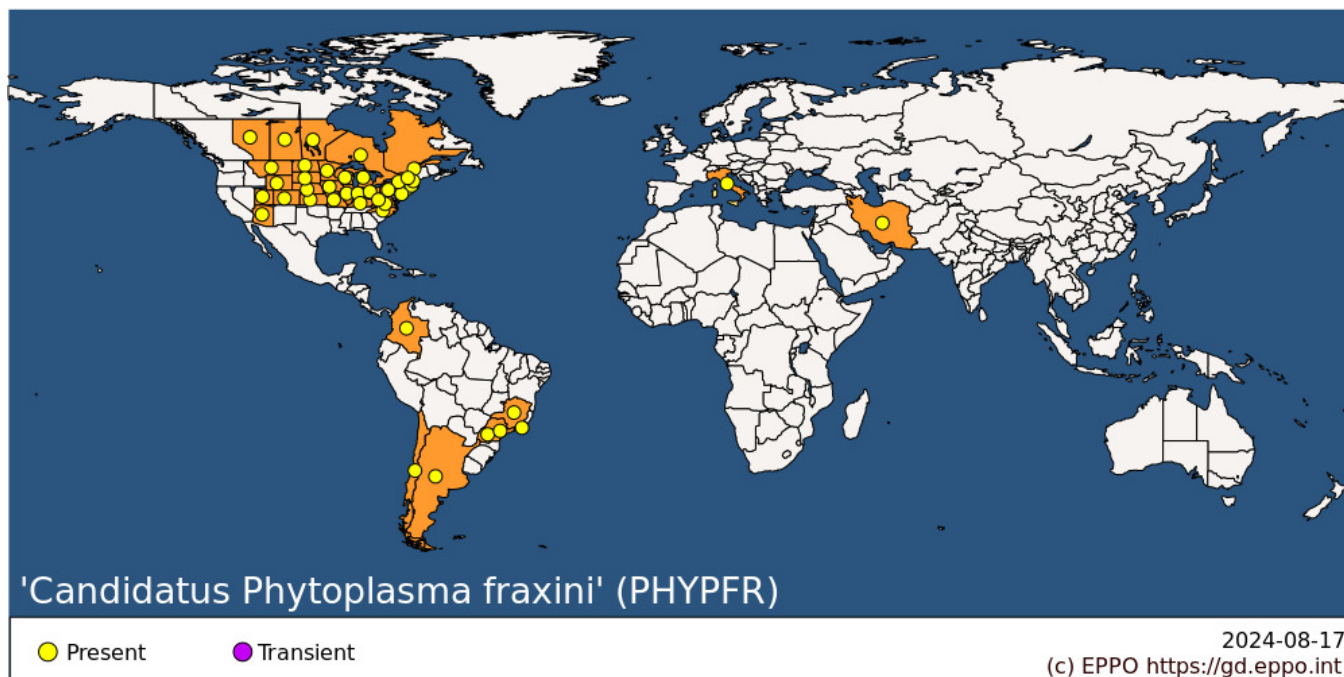 'Candidatus Phytoplasma fraxini' (PHYPFR)
Present
Transient
2024-08-17
(c) EPPO https://gd.eppo.int